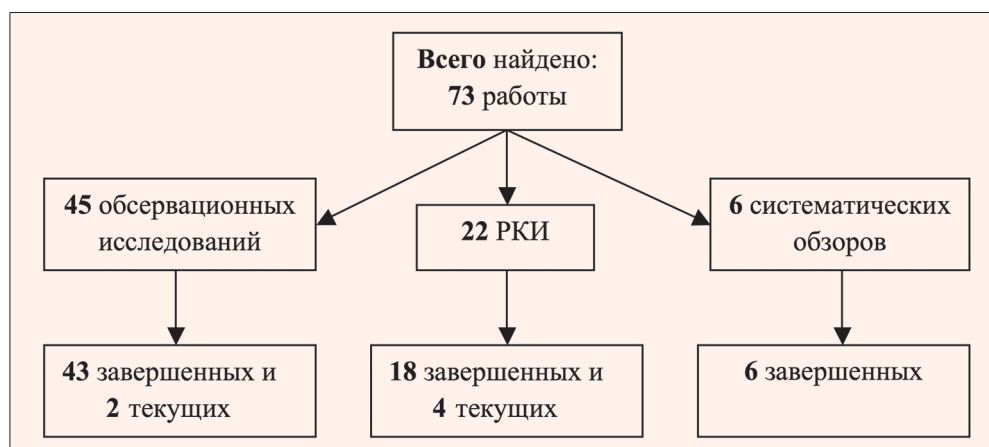 Всего найдено:
73 работы
45 обсервационных
исследований
22 РКИ
6 систематических
обзоров
43 завершенных и
2 текущих
18 завершенных и
4 текущих
6 завершенных